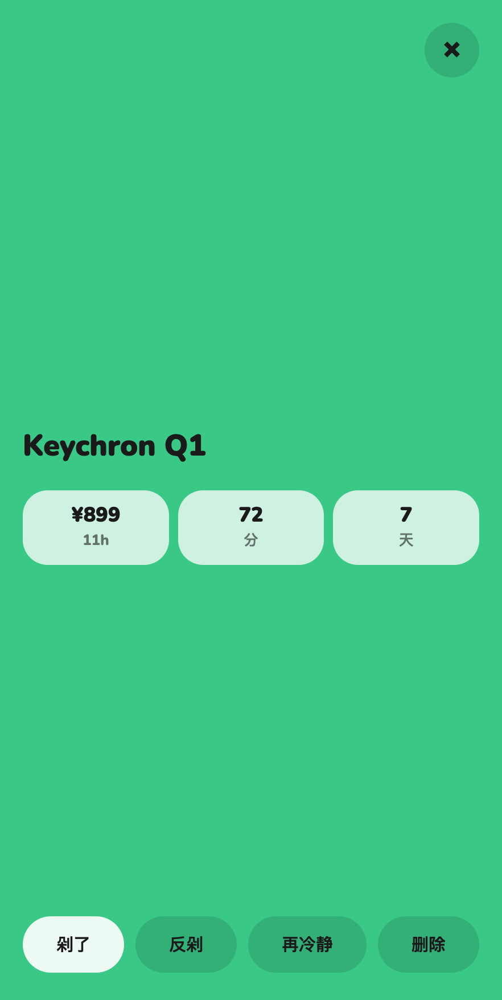 ✖
Keychron Q1
¥899
11h
72
分
7
天
剁了
反剁
再冷静
删除